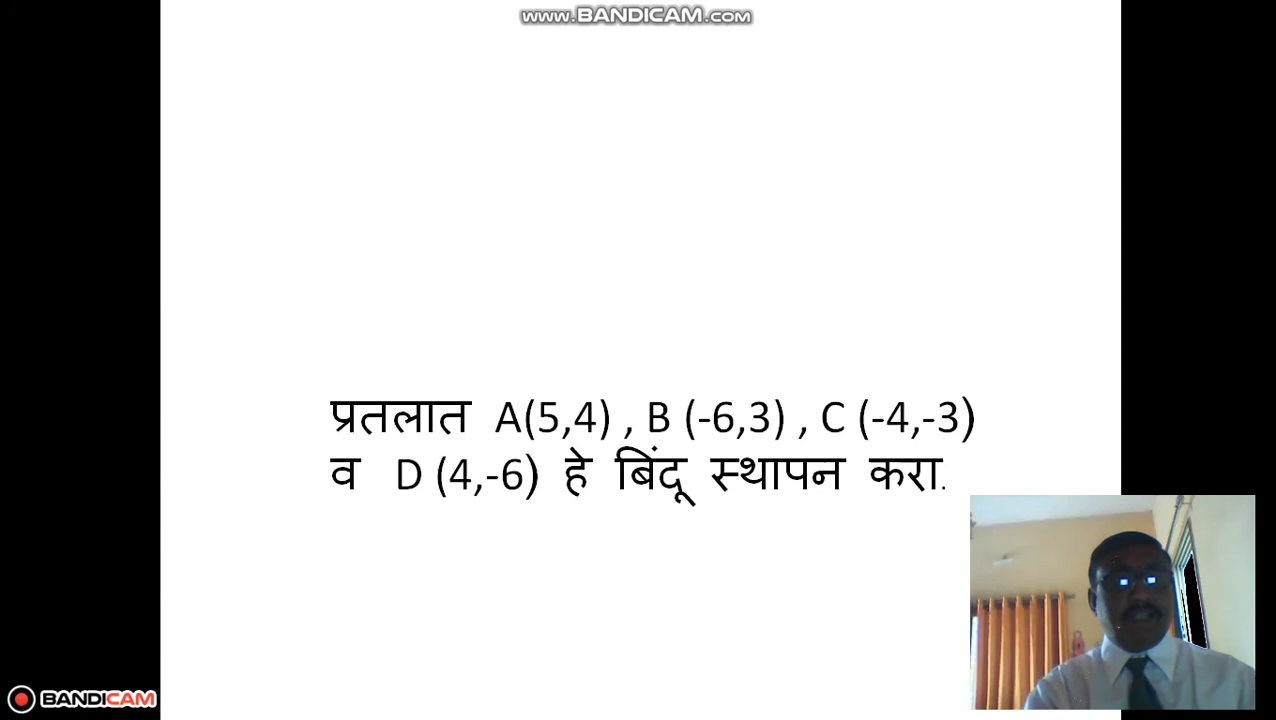 www.BANDICAM.com
प्रतलात A(5,4) , B (-6,3) , C (-4,-3)
व D (4,-6) हे बिंदू स्थापन करा.
BANDICAM